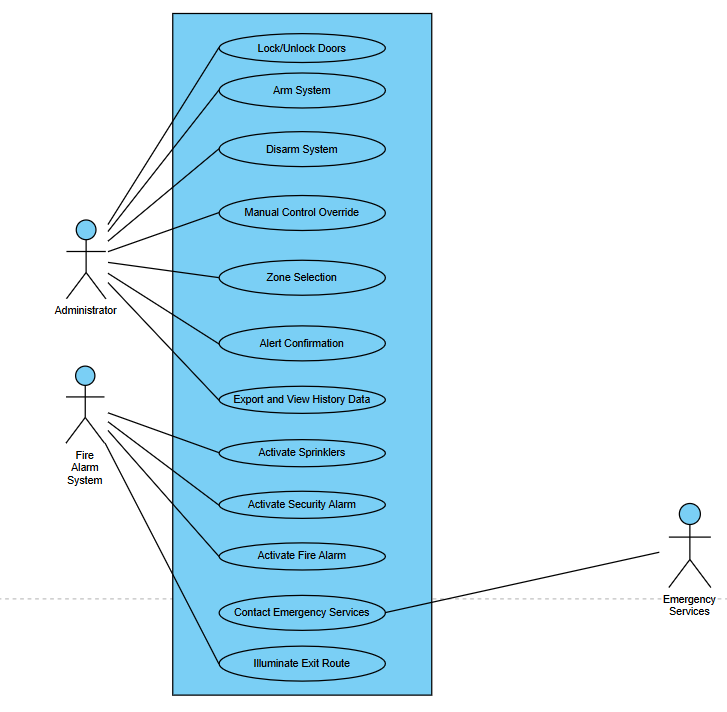 Lock/Unlock Doors
Arm System
Disarm System
Manual Control Override
Zone Selection
Administrator
Alert Confirmation
Export and View History Data
Fire
Alarm
System
Activate Sprinklers
Activate Security Alarm
Activate Fire Alarm
Contact Emergency Services
Emergency
Services
Illuminate Exit Route